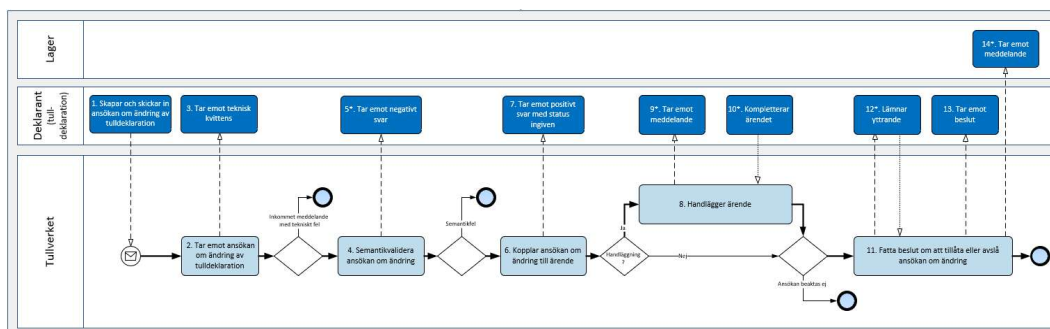 Lager
14*. Tar emot
meddelande
Deklarant
(tull-
deklaration)
1. Skapar och skickar in
ansökan om ändring av
tulldeklaration
3. Tar emot teknisk
kvittens
5*. Tar emot negativt
svar
7. Tar emot positivt
svar med status
ingiven
9*. Tar emot
meddelande
10*. Kompletterar
ärendet
12*. Lämnar
yttrande
13. Tar emot
beslut
Tullverket
2. Tar emot ansökan
om ändring av
tulldeklaration
Inkommet meddelande
med tekniskt fel
4. Semantikvalidera
ansökan om ändring
Semantikfel
6. Kopplar ansökan om
ändring till ärende
Handläggning
?
Ja
Nej
8. Handlägger ärende
Ansökan beaktas ej
11. Fatta beslut om att tillåta eller avslå
ansökan om ändring